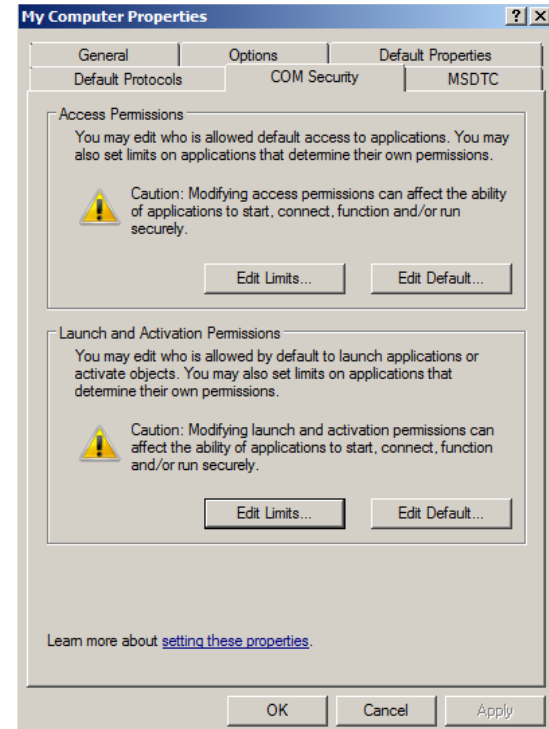 My Computer Properties
General Options Default Properties
Default Protocols COM Security MSDTC
Access Permissions
You may edit who is allowed default access to applications. You may
also set limits on applications that determine their own permissions.
Caution: Modifying access permissions can affect the ability
of applications to start, connect, function and/or run
securely.
Edit Limits... Edit Default...
Launch and Activation Permissions
You may edit who is allowed by default to launch applications or
activate objects. You may also set limits on applications that
determine their own permissions.
Caution: Modifying launch and activation permissions can
affect the ability of applications to start, connect, function
and/or run securely.
Edit Limits... Edit Default...
Learn more about setting these properties.
OK Cancel Apply